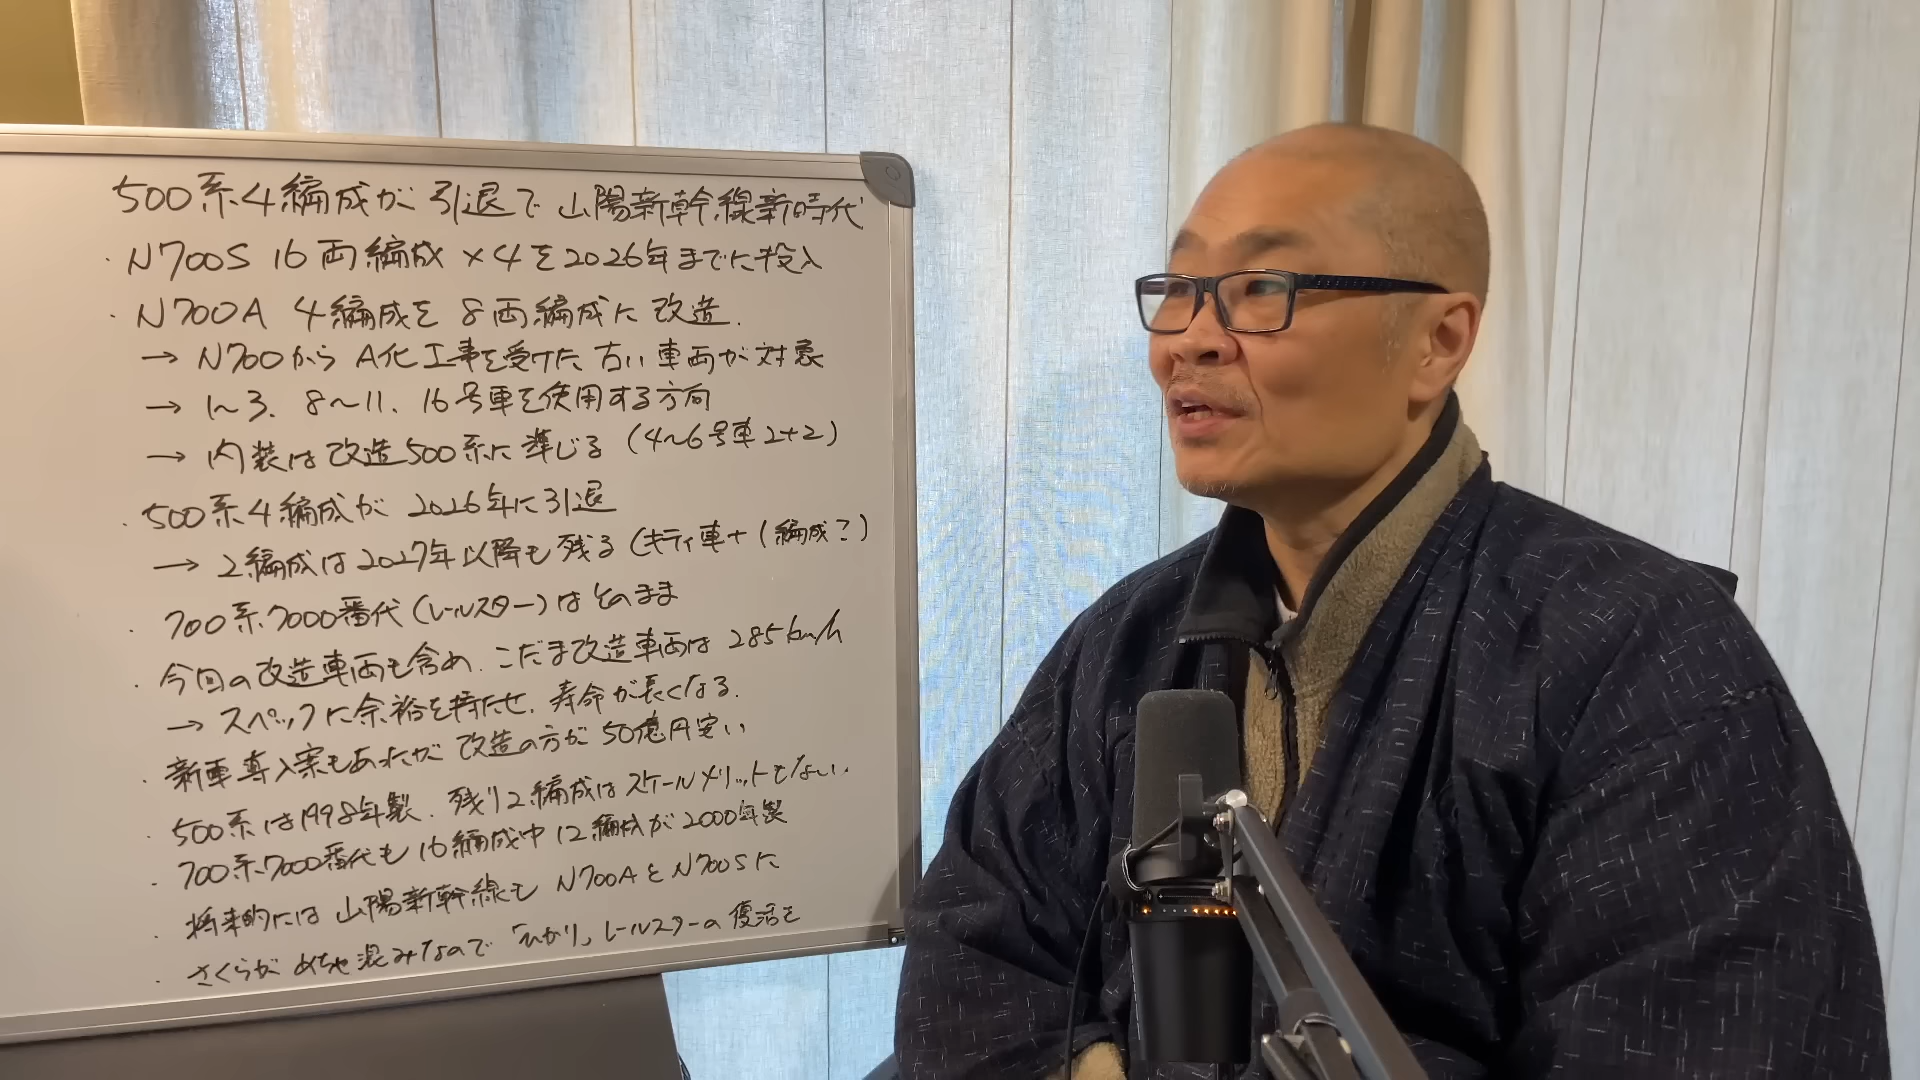 500系4編成が引退で山陽新幹線新時代
・N700S 16両編成×4を2026年までに投入
・N700A 4編成を8両編成に改造.
→ N700からA化工事を受けた古い車両が対象
→ 1〜3、8〜11、16号車を使用する方向
→ 内装は改造500系に準じる(4〜6号車2+2)
・500系4編成が2026年に引退
→ 2編成は2027年以降も残る(キティ車+1編成?)
・700系7000番代(レールスター)はそのまま
・今回の改造車両も含め、こだま改造車両は285km/h
→ スペックに余裕を持たせ、寿命が長くなる.
・新車導入案もあったが改造の方が50億円安い
・500系は1998年製、残り2編成はスケールメリットもない.
・700系7000番代も16編成中12編成が2000年製
・将来的には山陽新幹線もN700AとN700Sに
・さくらがめちゃ混みなので「ひかり」レールスターの復活を